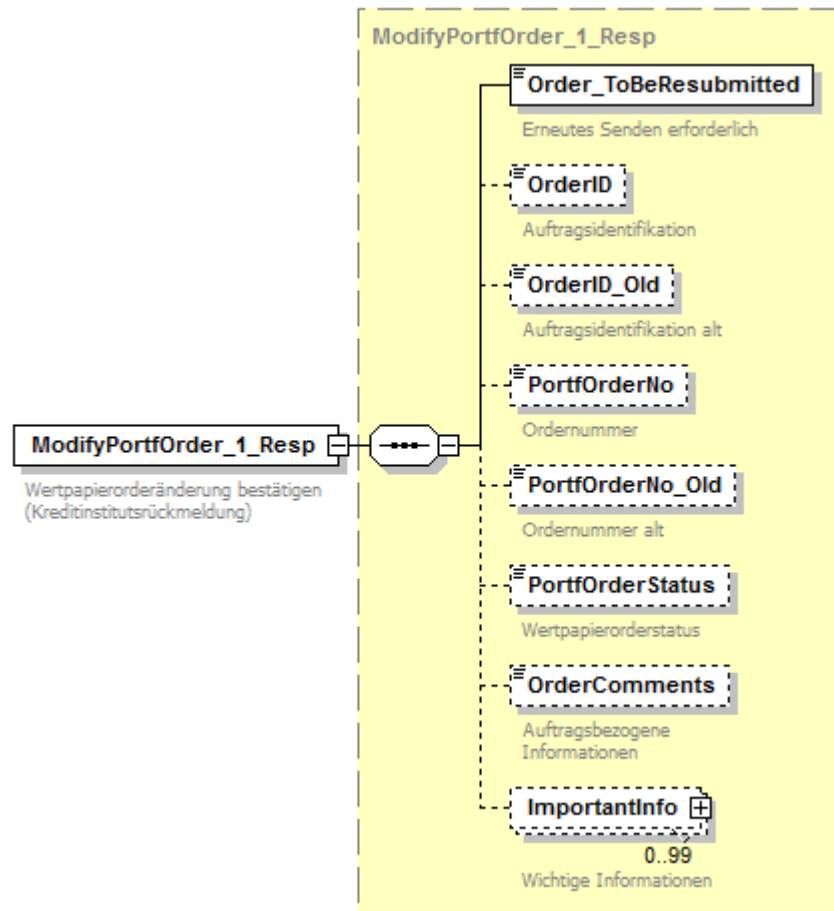 ModifyPortfOrder_1_Resp
Order_ToBeResubmitted
Erneutes Senden erforderlich
OrderID
Auftragsidentifikation
OrderID_Old
Auftragsidentifikation alt
PortfOrderNo
Ordernummer
ModifyPortfOrder_1_Resp
Wertpapierorderänderung bestätigen
(Kreditinstitutsrückmeldung)
PortfOrderNo_Old
Ordernummer alt
PortfOrderStatus
Wertpapierorderstatus
OrderComments
Auftragsbezogene
Informationen
ImportantInfo
0..99
Wichtige Informationen